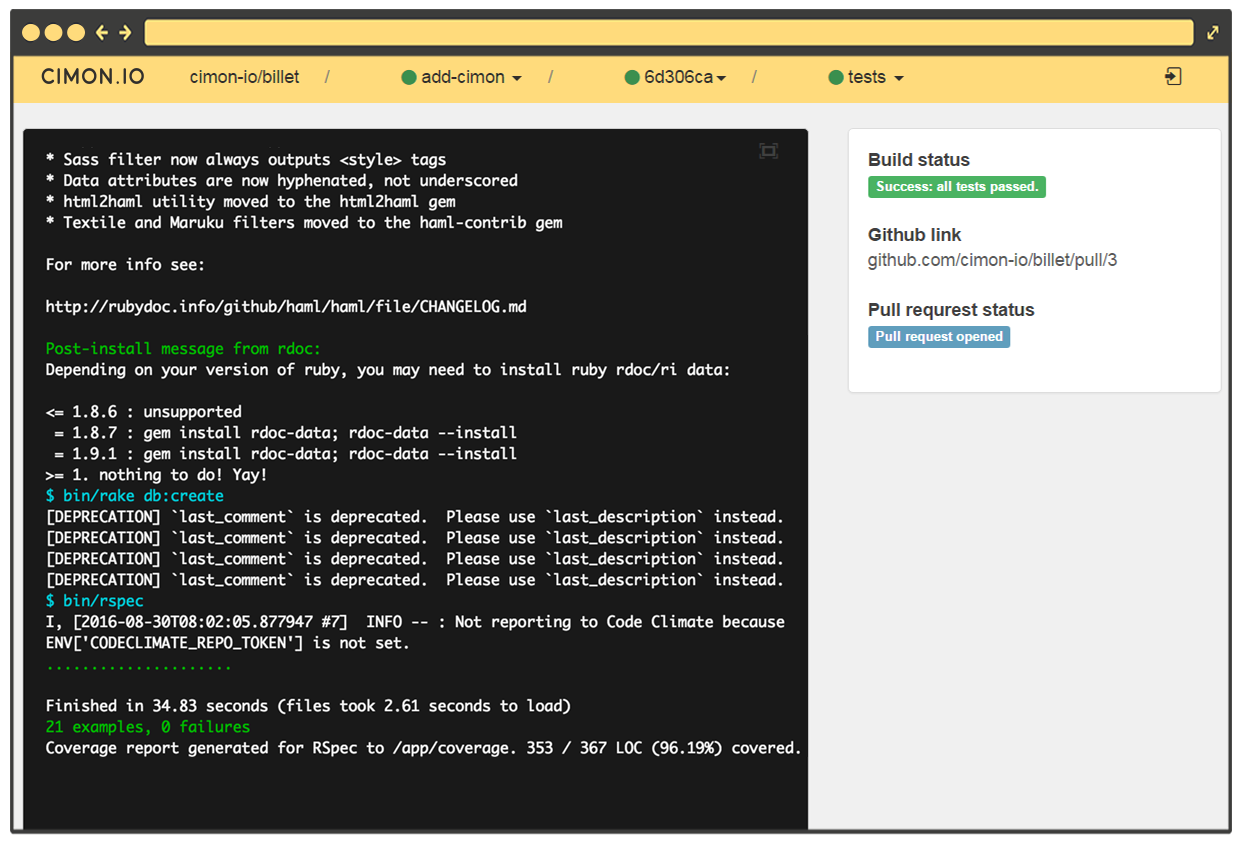 CIMON.IO cimon-io/billet / add-cimon / 6d306ca / tests
* Sass filter now always outputs <style> tags
* Data attributes are now hyphenated, not underscored
* html2haml utility moved to the html2haml gem
* Textile and Maruku filters moved to the haml-contrib gem
For more info see:
http://rubydoc.info/github/haml/haml/file/CHANGELOG.md
Post-install message from rdoc:
Depending on your version of ruby, you may need to install ruby rdoc/ri data:
<= 1.8.6 : unsupported
= 1.8.7 : gem install rdoc-data; rdoc-data --install
= 1.9.1 : gem install rdoc-data; rdoc-data --install
>= 1. nothing to do! Yay!
$ bin/rake db:create
[DEPRECATION] `last_comment` is deprecated.  Please use `last_description` instead.
[DEPRECATION] `last_comment` is deprecated.  Please use `last_description` instead.
[DEPRECATION] `last_comment` is deprecated.  Please use `last_description` instead.
[DEPRECATION] `last_comment` is deprecated.  Please use `last_description` instead.
$ bin/rspec
I, [2016-08-30T08:02:05.877947 #7]  INFO -- : Not reporting to Code Climate because
ENV['CODECLIMATE_REPO_TOKEN'] is not set.
.....................
Finished in 34.83 seconds (files took 2.61 seconds to load)
21 examples, 0 failures
Coverage report generated for RSpec to /app/coverage. 353 / 367 LOC (96.19%) covered.
Build status
Success: all tests passed.
Github link
github.com/cimon-io/billet/pull/3
Pull requrest status
Pull request opened